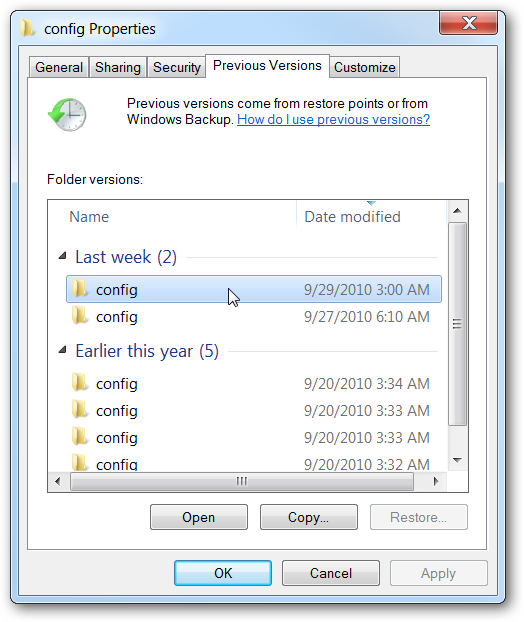 config Properties
General Sharing Security Previous Versions Customize
Previous versions come from restore points or from
Windows Backup. How do I use previous versions?
Folder versions:
Name Date modified
Last week (2)
config 9/29/2010 3:00 AM
config 9/27/2010 6:10 AM
Earlier this year (5)
config 9/20/2010 3:34 AM
config 9/20/2010 3:33 AM
config 9/20/2010 3:33 AM
config 9/20/2010 3:32 AM
Open Copy... Restore...
OK Cancel Apply